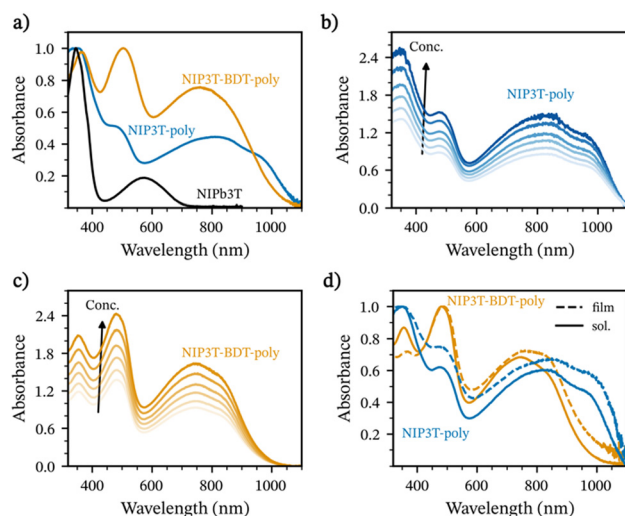 a)
Absorbance
1.0
0.8
0.6
0.4
0.2
NIP3T-BDT-poly
NIP3T-poly
NIPb3T
400 600 800 1000
Wavelength (nm)
b)
Absorbance
2.4
1.8
1.2
0.6
0.0
Conc.
NIP3T-poly
400 600 800 1000
Wavelength (nm)
c)
Absorbance
2.4
1.8
1.2
0.6
0.0
Conc.
NIP3T-BDT-poly
400 600 800 1000
Wavelength (nm)
d)
Absorbance
1.0
0.8
0.6
0.4
0.2
NIP3T-BDT-poly
film
sol.
NIP3T-poly
400 600 800 1000
Wavelength (nm)